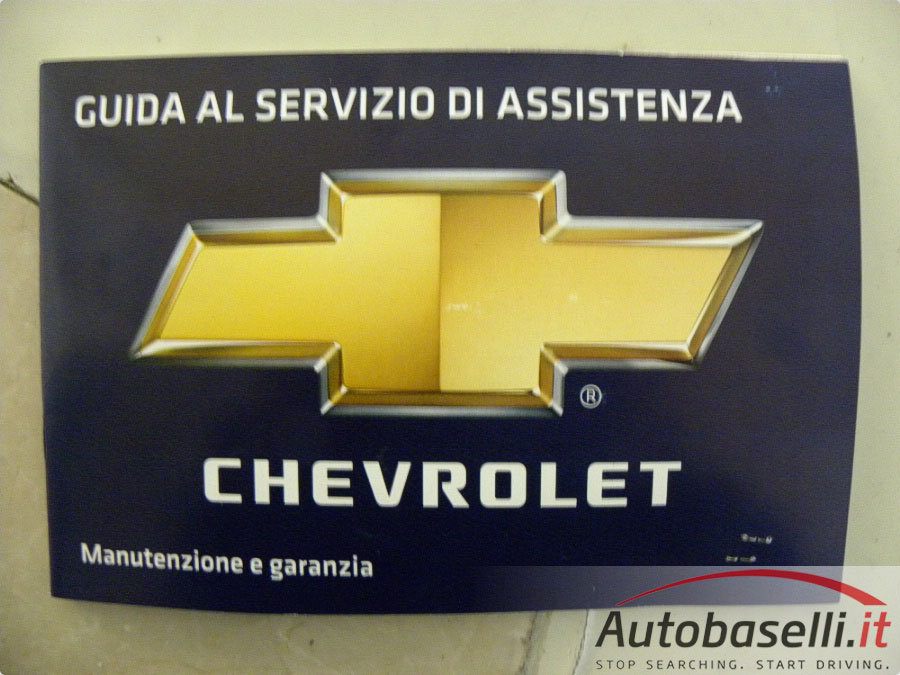 GUIDA AL SERVIZIO DI ASSISTENZA
®
CHEVROLET
Manutenzione e garanzia
Autobaselli.it
STOP SEARCHING. START DRIVING.